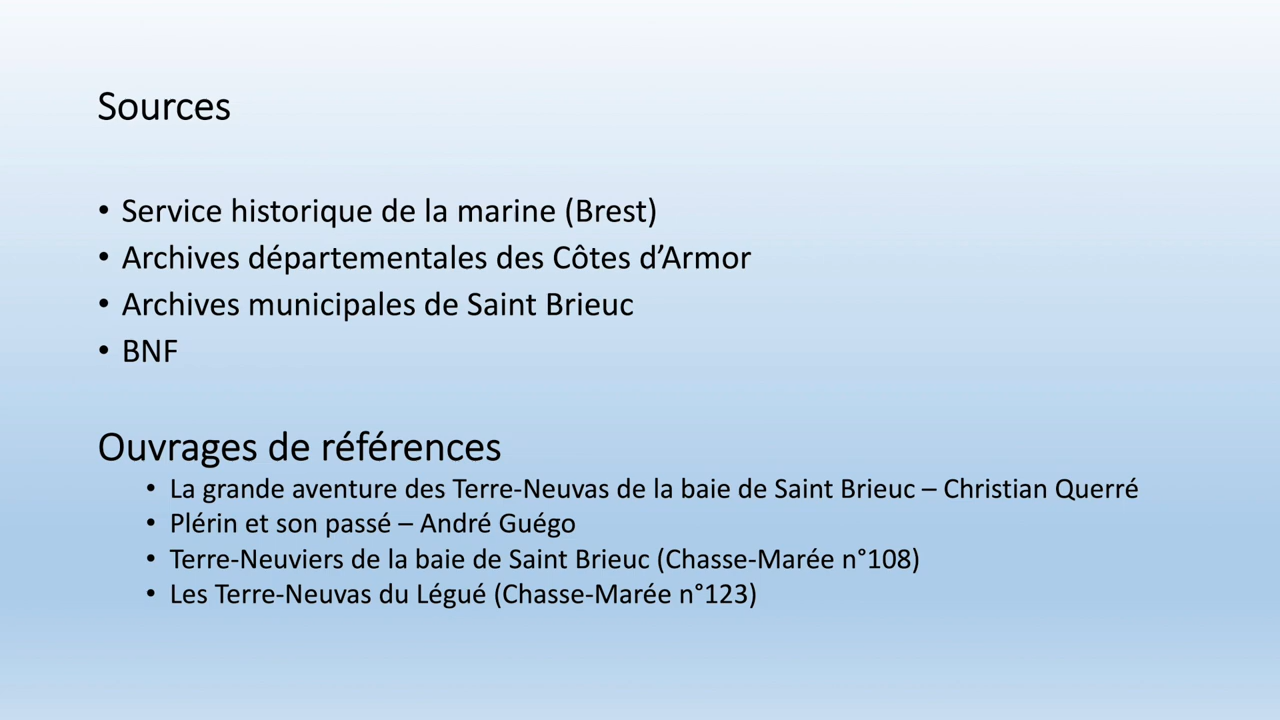 Sources
• Service historique de la marine (Brest)
• Archives départementales des Côtes d’Armor
• Archives municipales de Saint Brieuc
• BNF
Ouvrages de références
• La grande aventure des Terre-Neuvas de la baie de Saint Brieuc – Christian Querré
• Plérin et son passé – André Guégo
• Terre-Neuviers de la baie de Saint Brieuc (Chasse-Marée n°108)
• Les Terre-Neuvas du Légué (Chasse-Marée n°123)